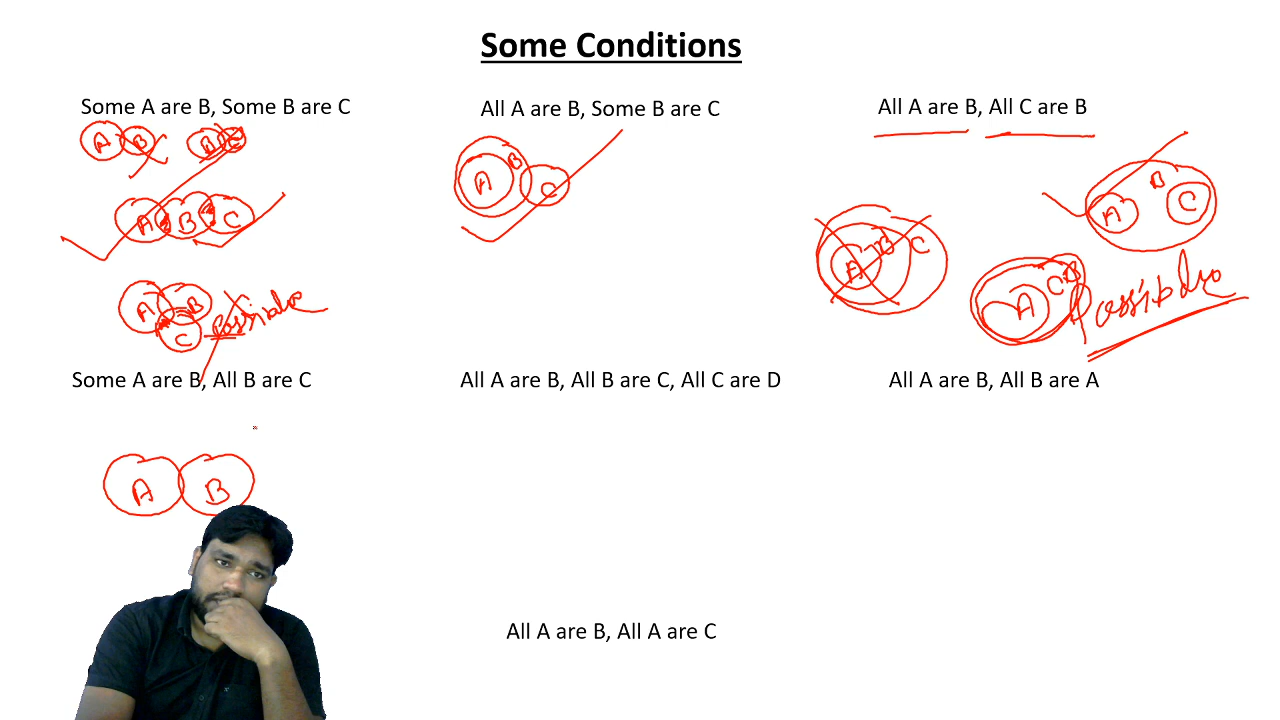 Some Conditions
Some A are B, Some B are C
All A are B, Some B are C
All A are B, All C are B
A B B C
A B C
A B C
A B C
A B C
A B C possible
A B C possible
Some A are B, All B are C
All A are B, All B are C, All C are D
All A are B, All B are A
A B
All A are B, All A are C